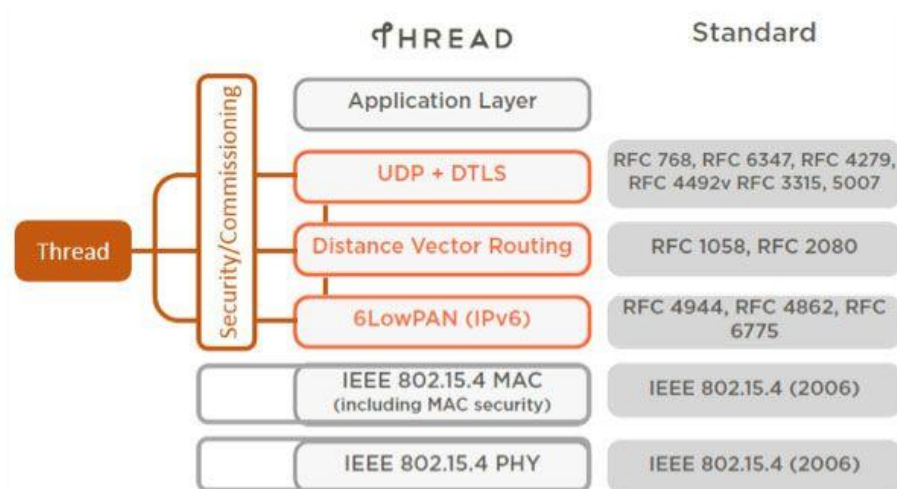 THREAD
Standard
Application Layer
UDP + DTLS
RFC 768, RFC 6347, RFC 4279,
RFC 4492v RFC 3315, 5007
Thread
Security/Commissioning
Distance Vector Routing
RFC 1058, RFC 2080
6LowPAN (IPv6)
RFC 4944, RFC 4862, RFC
6775
IEEE 802.15.4 MAC
(including MAC security)
IEEE 802.15.4 (2006)
IEEE 802.15.4 PHY
IEEE 802.15.4 (2006)